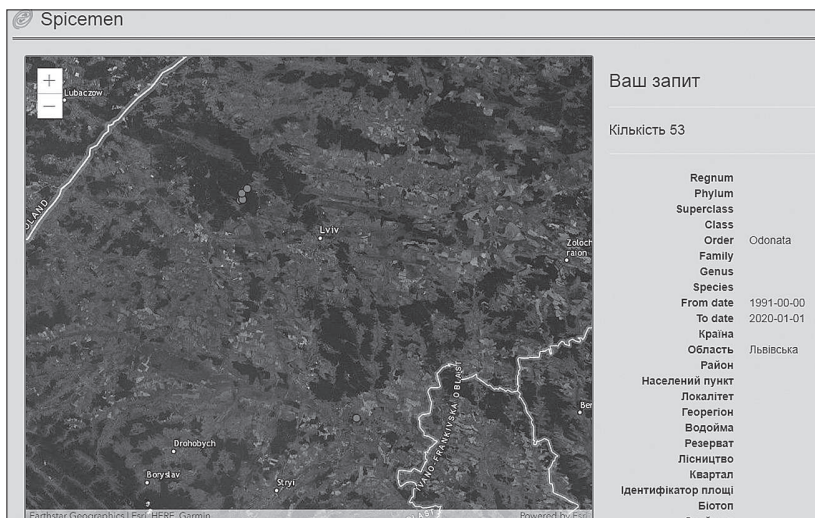 Spicemen
+
−
Lubaczow
Lviv
Zoloch
raion
IVANO-FRANKIVSKA OBLAST
Drohobych
Boryslav
Stryi
Earthstar Geographics | Esri, HERE, Garmin
Powered by Esri
Ваш запит
Кількість 53
Regnum
Phylum
Superclass
Class
Order Odonata
Family
Genus
Species
From date 1991-00-00
To date 2020-01-01
Країна
Область Львівська
Район
Населений пункт
Локалітет
Георегіон
Водойма
Резерват
Лісництво
Квартал
Ідентифікатор площі
Біотоп